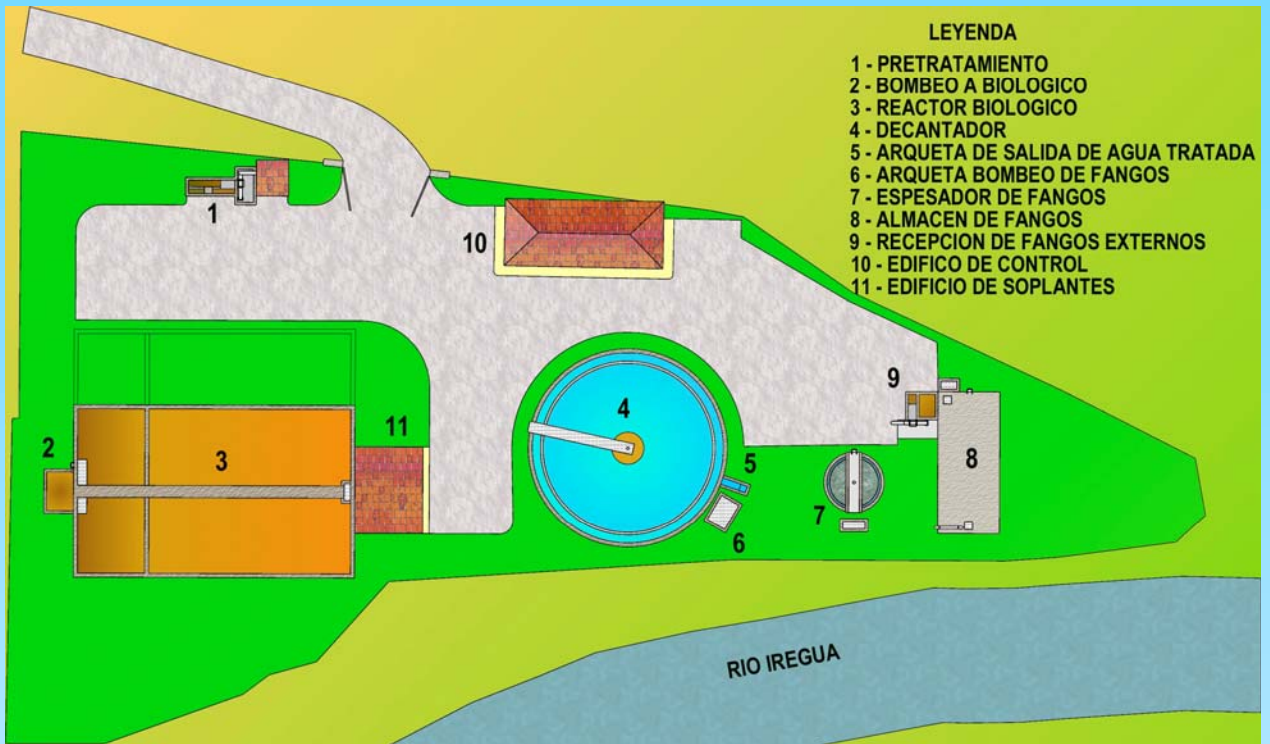 LEYENDA
1 - PRETRATAMIENTO
2 - BOMBEO A BIOLOGICO
3 - REACTOR BIOLOGICO
4 - DECANTADOR
5 - ARQUETA DE SALIDA DE AGUA TRATADA
6 - ARQUETA BOMBEO DE FANGOS
7 - ESPESADOR DE FANGOS
8 - ALMACEN DE FANGOS
9 - RECEPCION DE FANGOS EXTERNOS
10 - EDIFICO DE CONTROL
11 - EDIFICIO DE SOPLANTES
1
10
9
4
11
2
3
5
8
7
6
RIO IREGUA